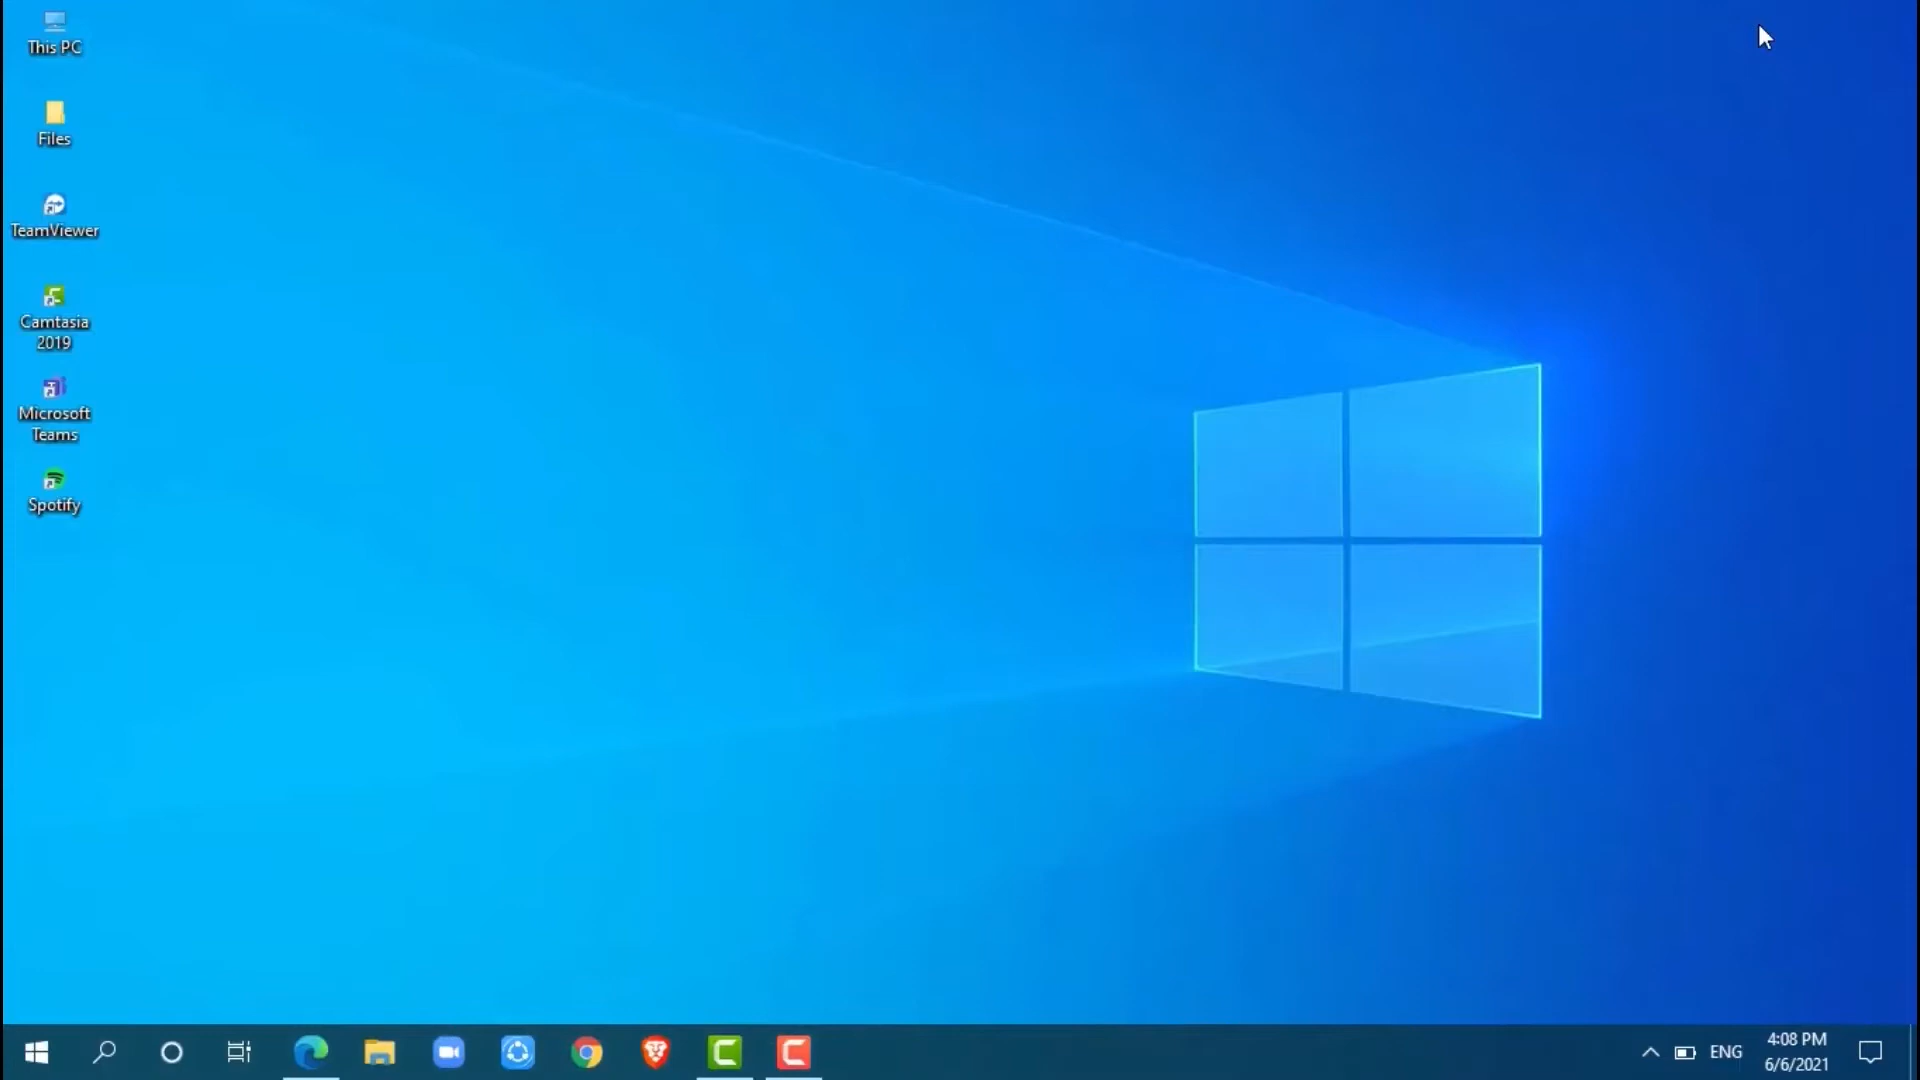 This PC
Files
TeamViewer
Camtasia
2019
Microsoft
Teams
Spotify
ENG
4:08 PM
6/6/2021